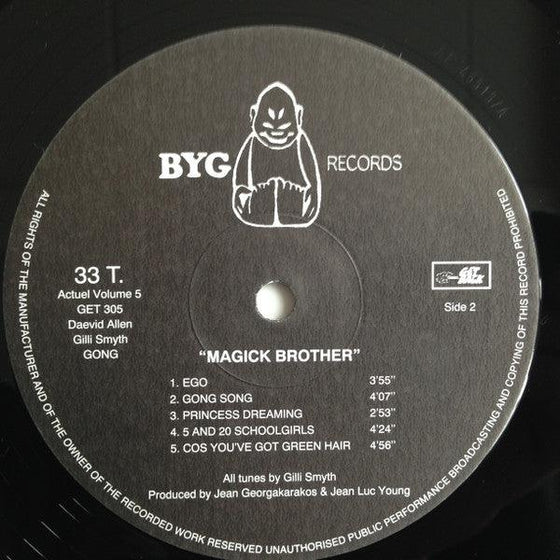 BYG RECORDS
33 T.
Actuel Volume 5
GET 305
Daevid Allen
Gilli Smyth
GONG
GET BACK
Side 2
"MAGICK BROTHER"
1. EGO 3'55"
2. GONG SONG 4'07"
3. PRINCESS DREAMING 2'53"
4. 5 AND 20 SCHOOLGIRLS 4'24"
5. COS YOU'VE GOT GREEN HAIR 4'56"
All tunes by Gilli Smyth
Produced by Jean Georgakarakos & Jean Luc Young
ALL RIGHTS OF THE MANUFACTURER AND OF THE OWNER OF THE RECORDED WORK RESERVED UNAUTHORISED PUBLIC PERFORMANCE BROADCASTING AND COPYING OF THIS RECORD PROHIBITED